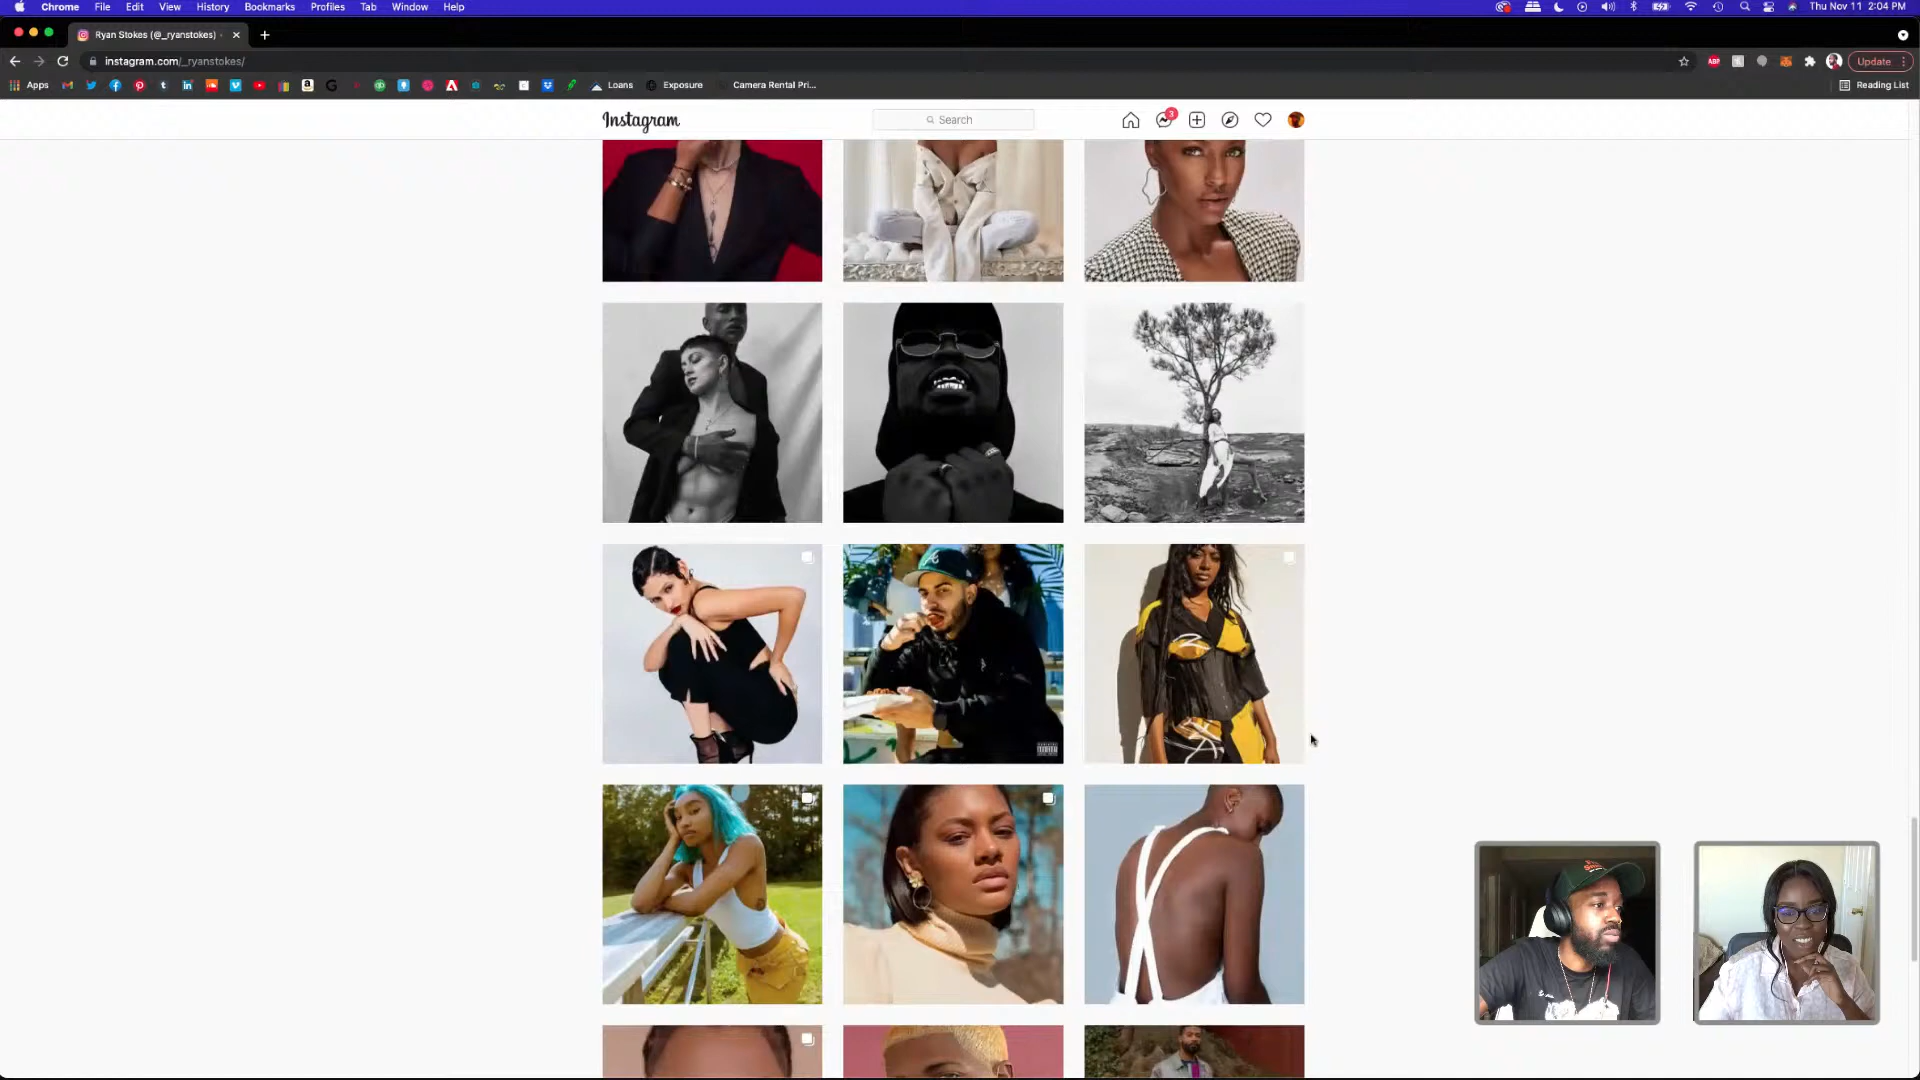 Chrome File Edit View History Bookmarks Profiles Tab Window Help
Thu Nov 11 2:04 PM
Ryan Stokes (@_ryanstokes)
instagram.com/_ryanstokes/
Update
Apps
Loans
Exposure
Camera Rental Pri...
Reading List
Instagram
Search
3